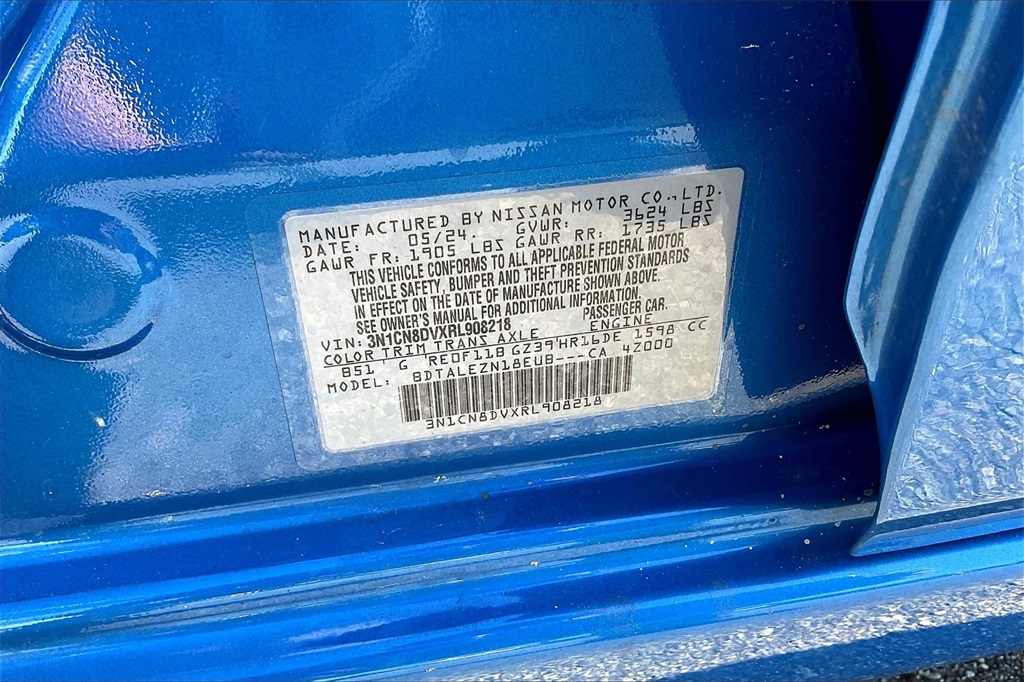 MANUFACTURED BY NISSAN MOTOR CO., LTD.
DATE: 05/24. GVWR: 3624 LBS
GAWR FR: 1905 LBS GAWR RR: 1735 LBS
THIS VEHICLE CONFORMS TO ALL APPLICABLE FEDERAL MOTOR
VEHICLE SAFETY, BUMPER AND THEFT PREVENTION STANDARDS
IN EFFECT ON THE DATE OF MANUFACTURE SHOWN ABOVE.
SEE OWNER'S MANUAL FOR ADDITIONAL INFORMATION.
VIN: 3N1CN8DVXRL908218 PASSENGER CAR.
COLOR TRIM TRANS AXLE ENGINE
B51 G RE0F11B GZ39 HR16DE 1598 CC
MODEL: BDTALEZN18EUB---CA 4Z000
3N1CN8DVXRL908218